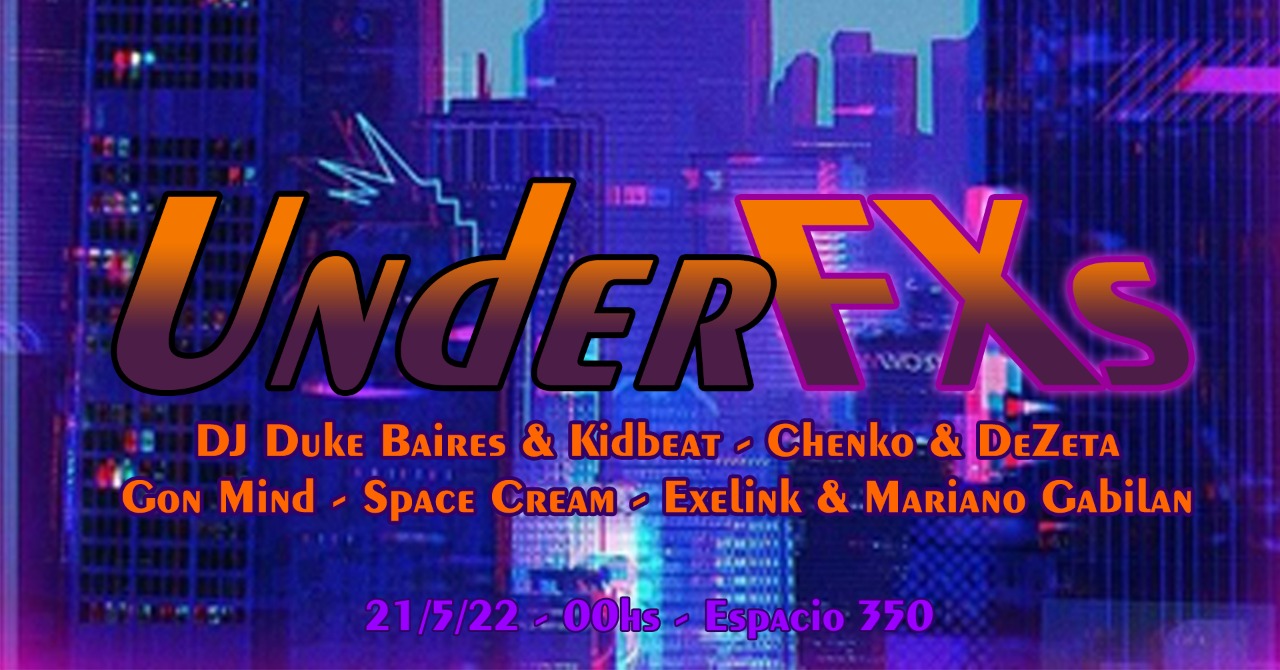 UndERFXs
DJ Duke Baires & Kidbeat - Chenko & DeZeta
Gon Mind - Space Cream - Exelink & Mariano Gabilan
21/5/22 - 00hs - Espacio 350